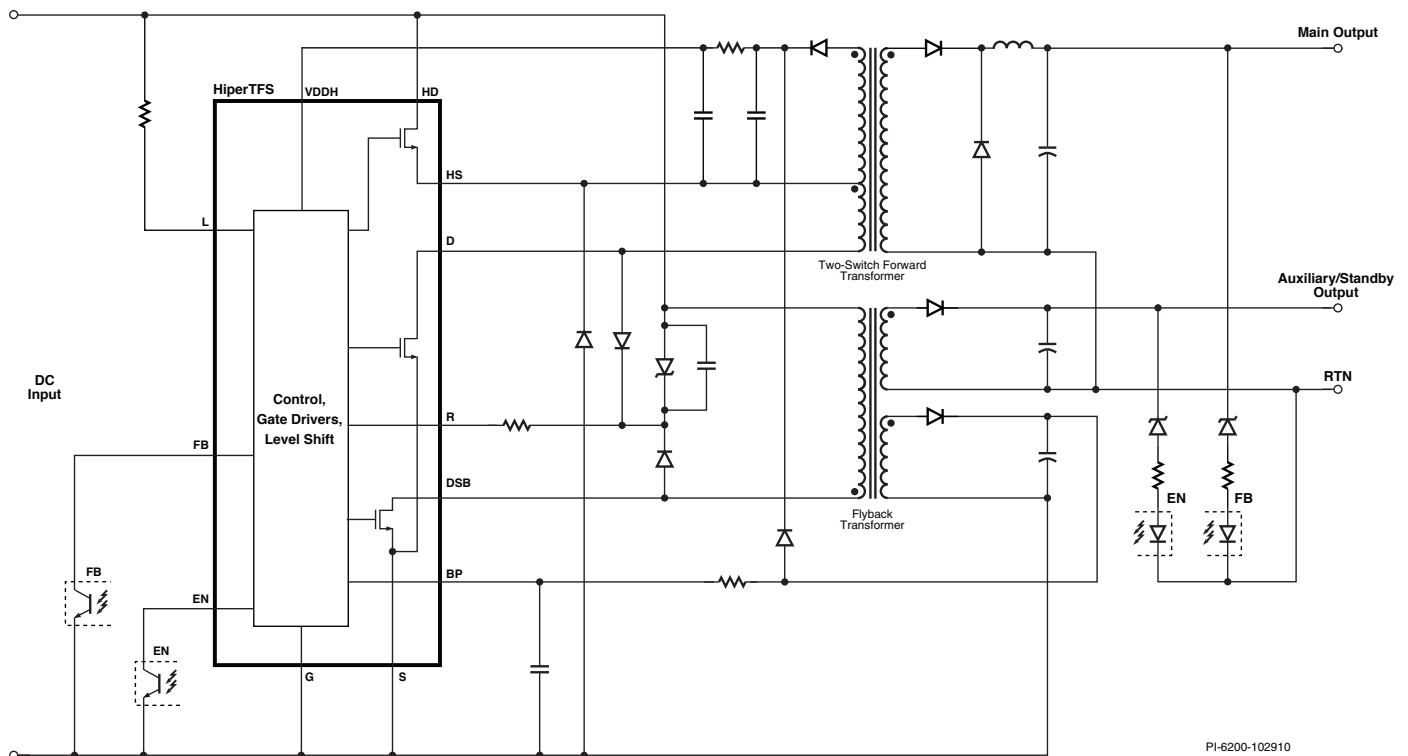 Main Output
HiperTFS
VDDH
HD
HS
L
D
Two-Switch Forward
Transformer
Auxiliary/Standby
Output
DC
Input
RTN
Control,
Gate Drivers,
Level Shift
R
FB
DSB
EN
FB
Flyback
Transformer
FB
BP
EN
EN
G
S
PI-6200-102910